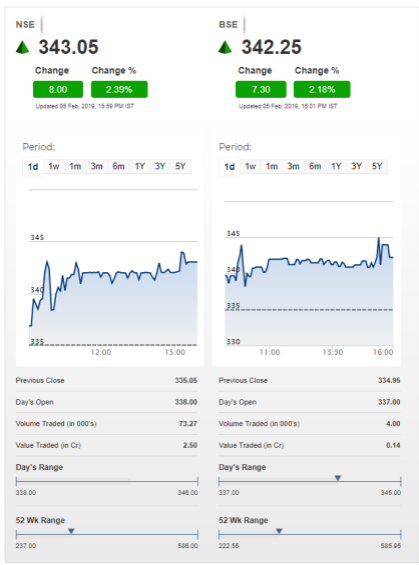 NSE
343.05
Change Change %
8.00 2.39%
Updated:05 Feb, 2019, 15:59 PM IST
Period:
1d 1w 1m 3m 6m 1Y 3Y 5Y
345
340
335
12:00 15:00
Previous Close 335.05
Day's Open 338.00
Volume Traded (in 000's) 73.27
Value Traded (in Cr) 2.50
Day's Range
338.00 346.00
52 Wk Range
237.00 586.00
BSE
342.25
Change Change %
7.30 2.18%
Updated:05 Feb, 2019, 16:01 PM IST
Period:
1d 1w 1m 3m 6m 1Y 3Y 5Y
345
340
335
330
11:00 13:30 16:00
Previous Close 334.95
Day's Open 337.00
Volume Traded (in 000's) 4.00
Value Traded (in Cr) 0.14
Day's Range
337.00 345.00
52 Wk Range
222.55 585.95